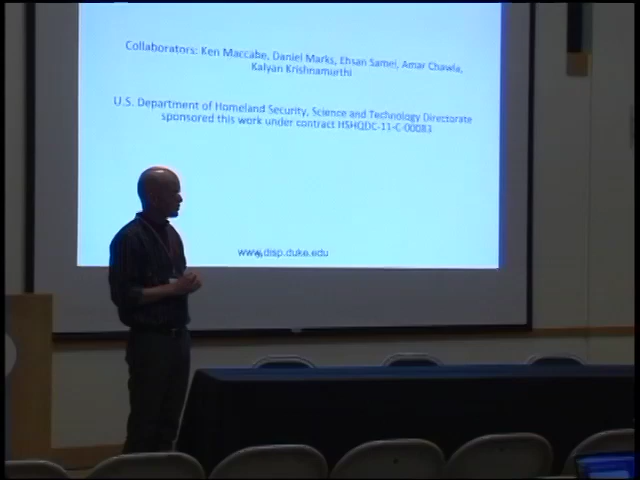 Collaborators: Ken Maccabe, Daniel Marks, Ehsan Samei, Amar Chawla,
Kalyan Krishnamurthi
U.S. Department of Homeland Security, Science and Technology Directorate
sponsored this work under contract HSHQDC-11-C-00083
www.disp.duke.edu